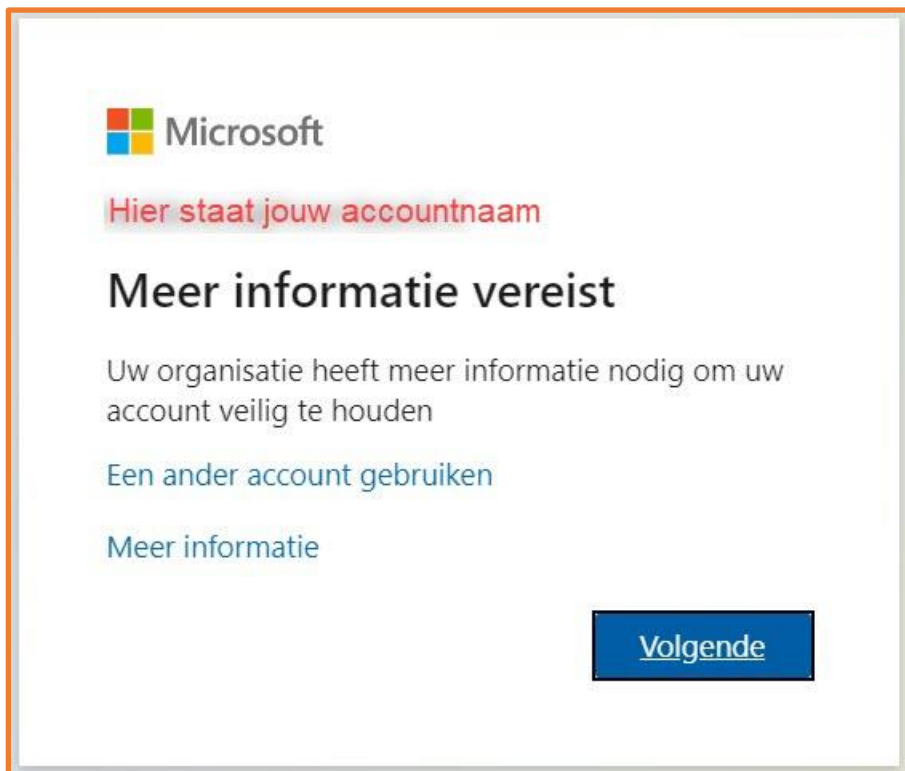 Microsoft
Hier staat jouw accountnaam
Meer informatie vereist
Uw organisatie heeft meer informatie nodig om uw
account veilig te houden
Een ander account gebruiken
Meer informatie
Volgende